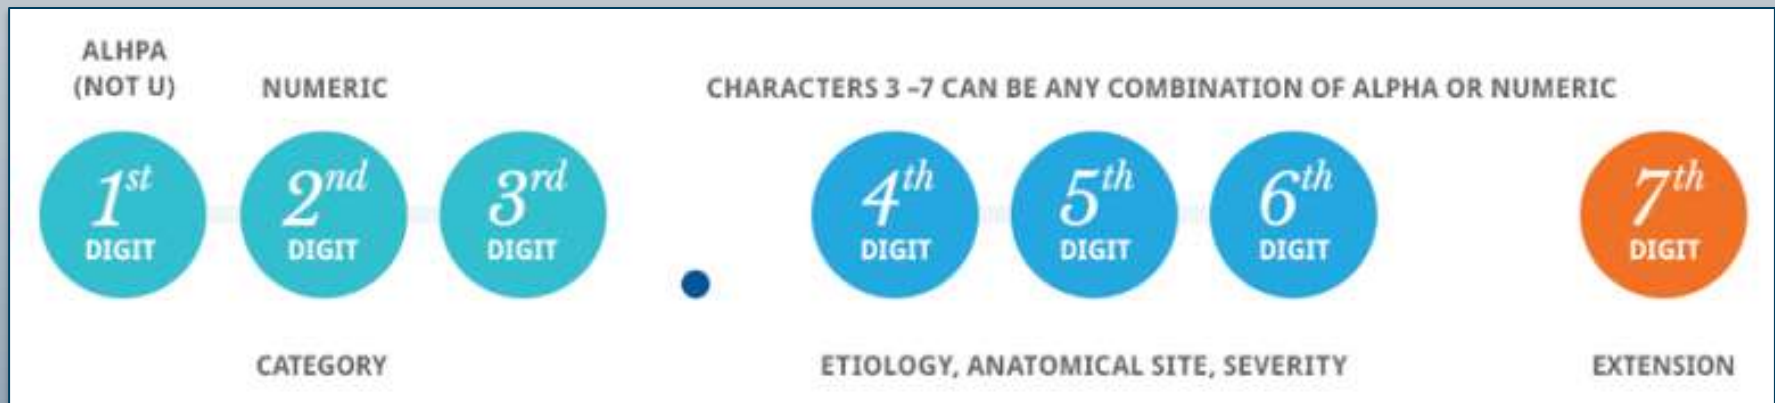 ALHPA
(NOT U)
NUMERIC
CHARACTERS 3 –7 CAN BE ANY COMBINATION OF ALPHA OR NUMERIC
1st
DIGIT
2nd
DIGIT
3rd
DIGIT
4th
DIGIT
5th
DIGIT
6th
DIGIT
7th
DIGIT
CATEGORY
ETIOLOGY, ANATOMICAL SITE, SEVERITY
EXTENSION